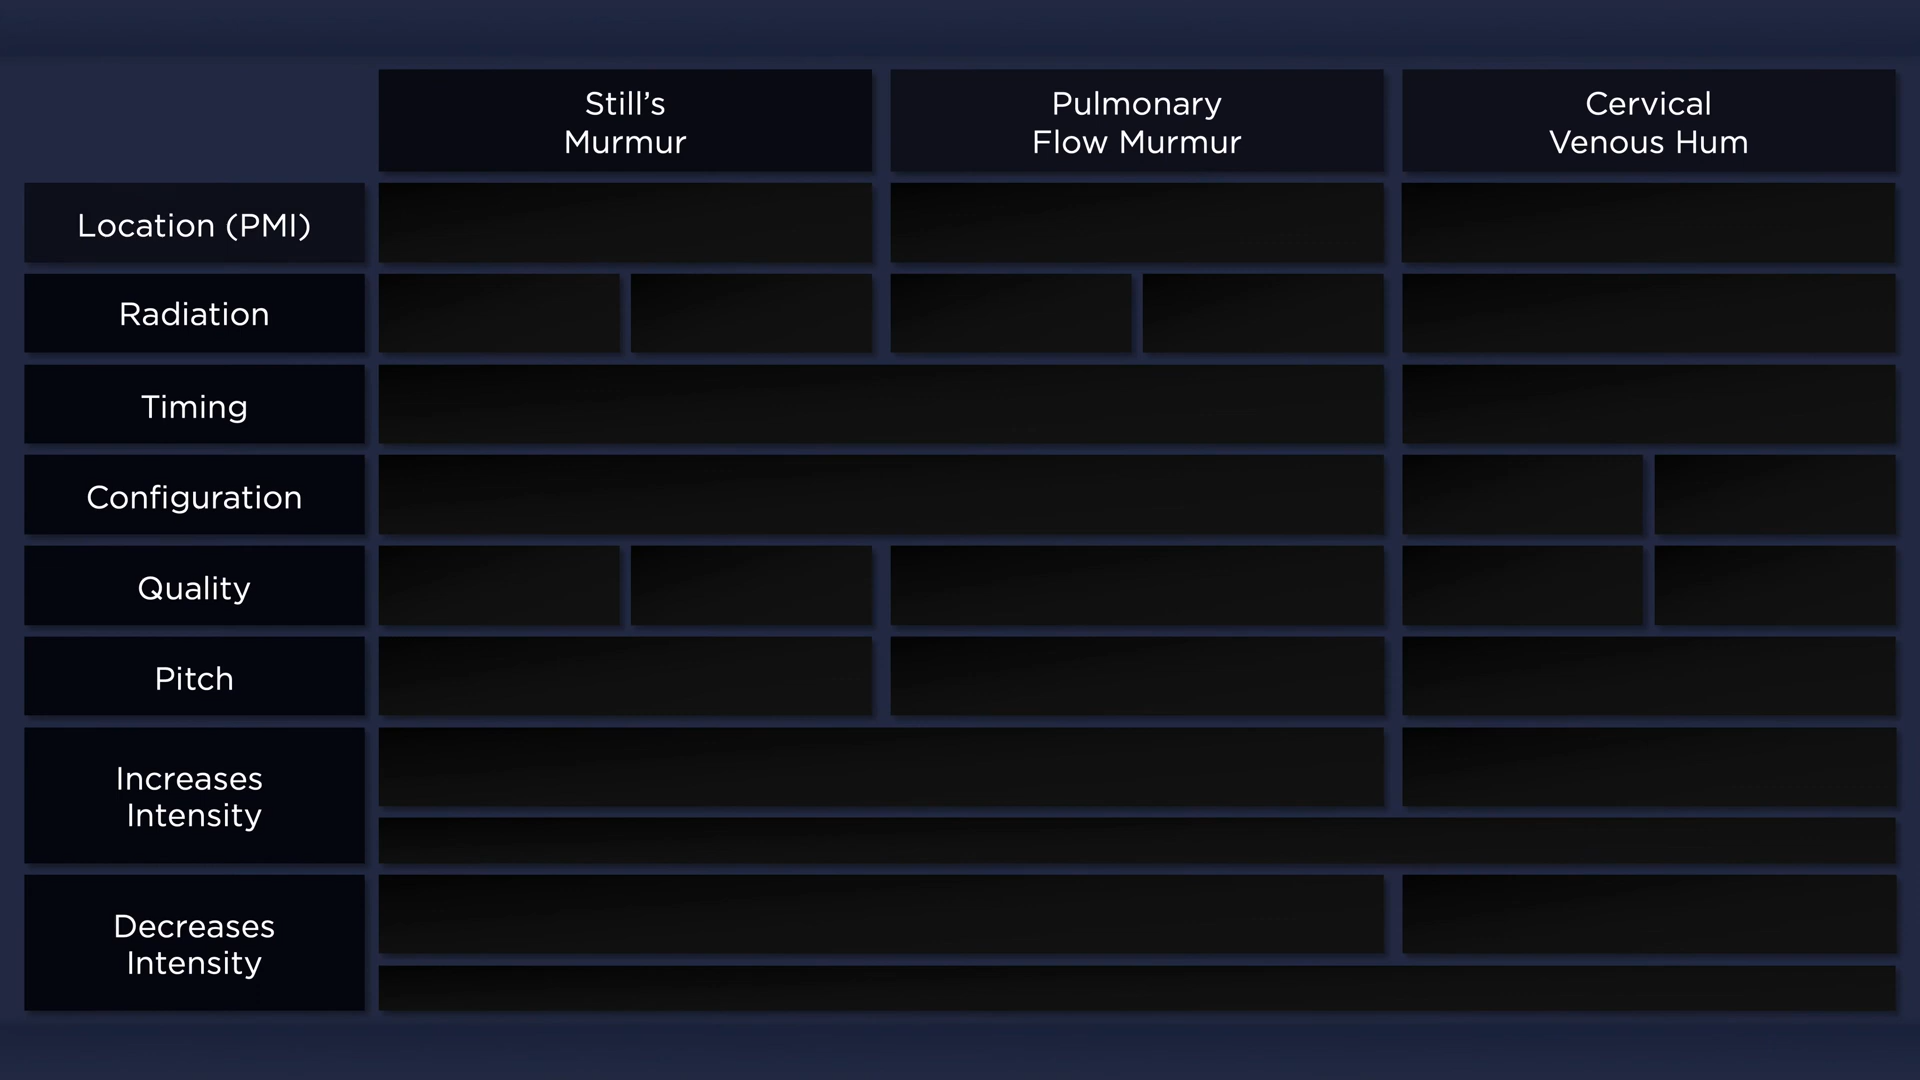 Still’s
Murmur
Pulmonary
Flow Murmur
Cervical
Venous Hum
Location (PMI)
Radiation
Timing
Configuration
Quality
Pitch
Increases
Intensity
Decreases
Intensity